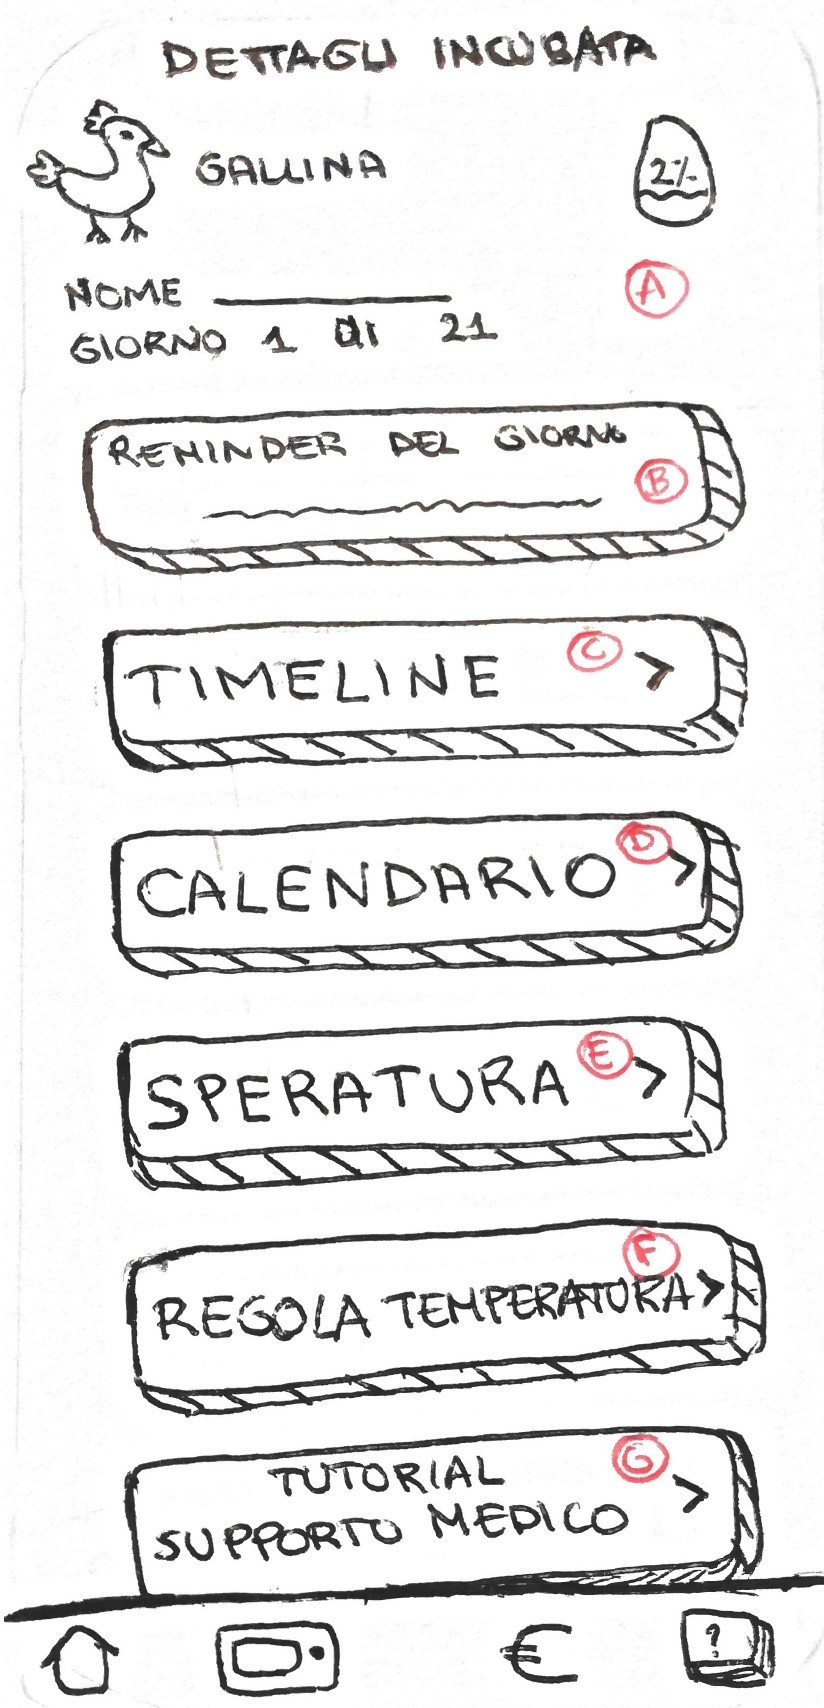 DETTAGLI INCUBATA
GALLINA
2%
NOME
A
GIORNO 1 di 21
REMINDER DEL GIORNO
B
TIMELINE
C
>
CALENDARIO
D
>
SPERATURA
E
>
REGOLA TEMPERATURA
F
>
TUTORIAL
SUPPORTO MEDICO
G
>
€
?